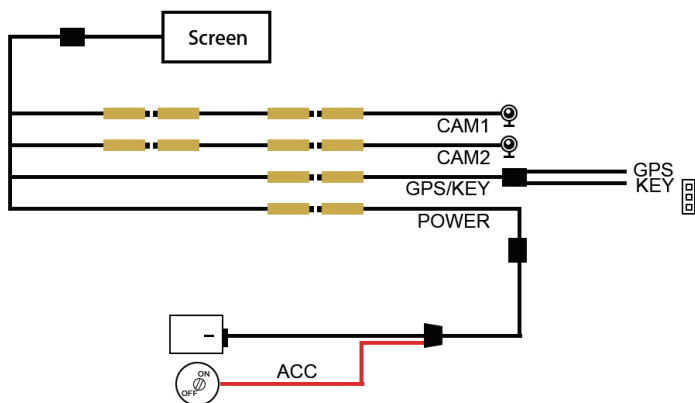 Screen
CAM1
CAM2
GPS/KEY
GPS
KEY
POWER
ACC
ON
OFF